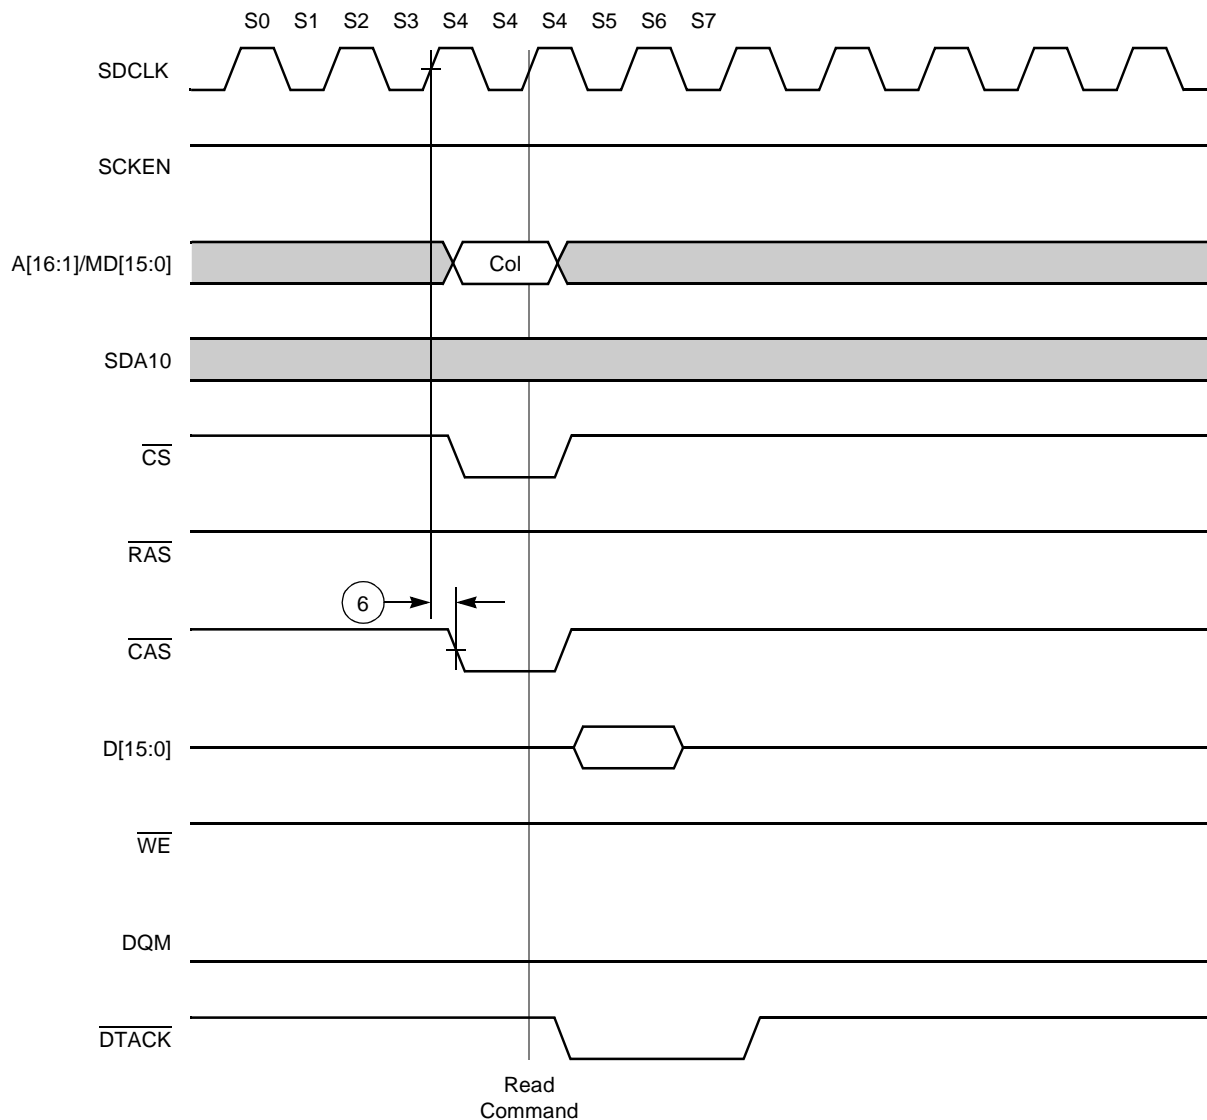 S0 S1 S2 S3 S4 S4 S4 S5 S6 S7
SDCLK
SCKEN
A[16:1]/MD[15:0]
Col
SDA10
CS
RAS
6
CAS
D[15:0]
WE
DQM
DTACK
Read
Command